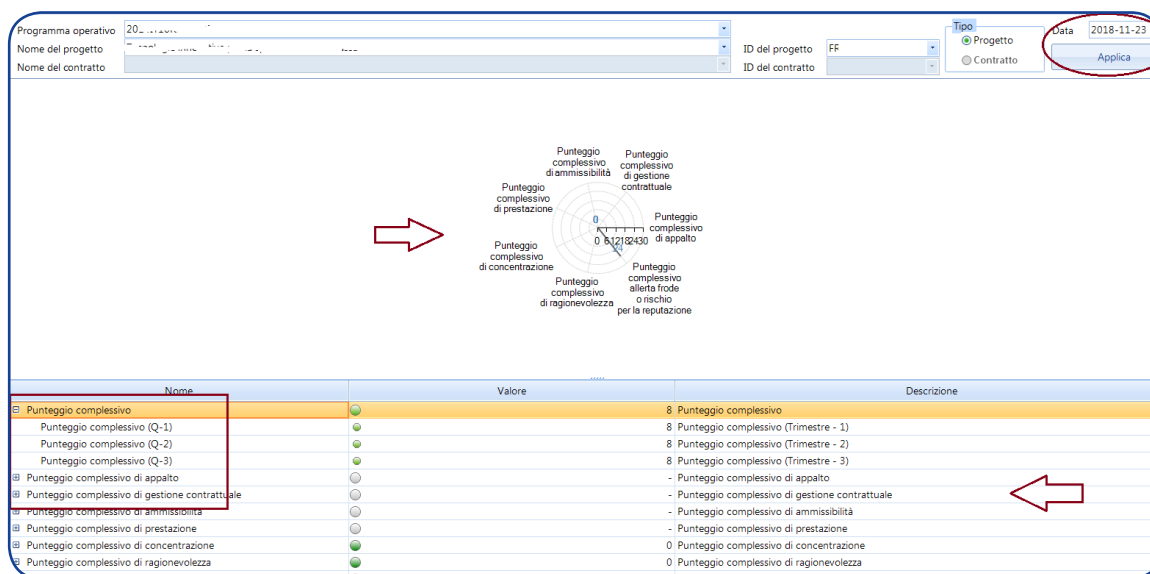 Programma operativo
Tipo
Progetto
Contratto
Data 2018-11-23
Nome del progetto
ID del progetto
Applica
Nome del contratto
ID del contratto
Punteggio
complessivo
di ammissibilità
Punteggio
complessivo
di gestione
contrattuale
Punteggio
complessivo
di prestazione
Punteggio
complessivo
di appalto
0
0 6 12 18 24 30
Punteggio
complessivo
di concentrazione
Punteggio
complessivo
di ragionevolezza
Punteggio
complessivo
allerta frode
o rischio
per la reputazione
Nome Valore Descrizione
Punteggio complessivo 8 Punteggio complessivo
Punteggio complessivo (Q-1) 8 Punteggio complessivo (Trimestre - 1)
Punteggio complessivo (Q-2) 8 Punteggio complessivo (Trimestre - 2)
Punteggio complessivo (Q-3) 8 Punteggio complessivo (Trimestre - 3)
Punteggio complessivo di appalto - Punteggio complessivo di appalto
Punteggio complessivo di gestione contrattuale - Punteggio complessivo di gestione contrattuale
Punteggio complessivo di ammissibilità - Punteggio complessivo di ammissibilità
Punteggio complessivo di prestazione - Punteggio complessivo di prestazione
Punteggio complessivo di concentrazione 0 Punteggio complessivo di concentrazione
Punteggio complessivo di ragionevolezza 0 Punteggio complessivo di ragionevolezza